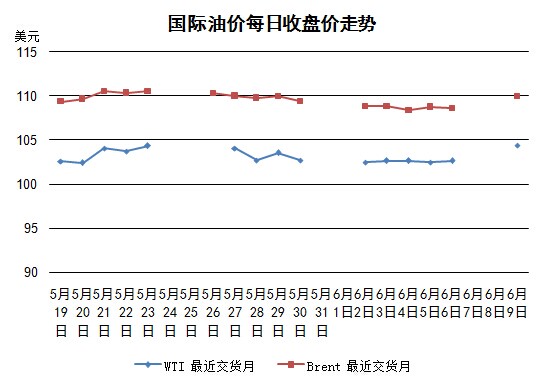 国际油价每日收盘价走势
美元
115
110
105
100
95
90
5月19日
5月20日
5月21日
5月22日
5月23日
5月24日
5月25日
5月26日
5月27日
5月28日
5月29日
5月30日
5月31日
6月1日
6月2日
6月3日
6月4日
6月5日
6月6日
6月7日
6月8日
6月9日
WTI 最近交货月
Brent 最近交货月